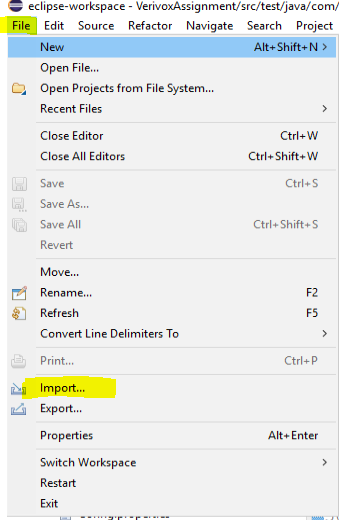 eclipse-workspace - VerivoxAssignment/src/test/java/com/
File Edit Source Refactor Navigate Search Project
New Alt+Shift+N >
Open File...
Open Projects from File System...
Recent Files >
Close Editor Ctrl+W
Close All Editors Ctrl+Shift+W
Save Ctrl+S
Save As...
Save All Ctrl+Shift+S
Revert
Move...
Rename... F2
Refresh F5
Convert Line Delimiters To >
Print... Ctrl+P
Import...
Export...
Properties Alt+Enter
Switch Workspace >
Restart
Exit